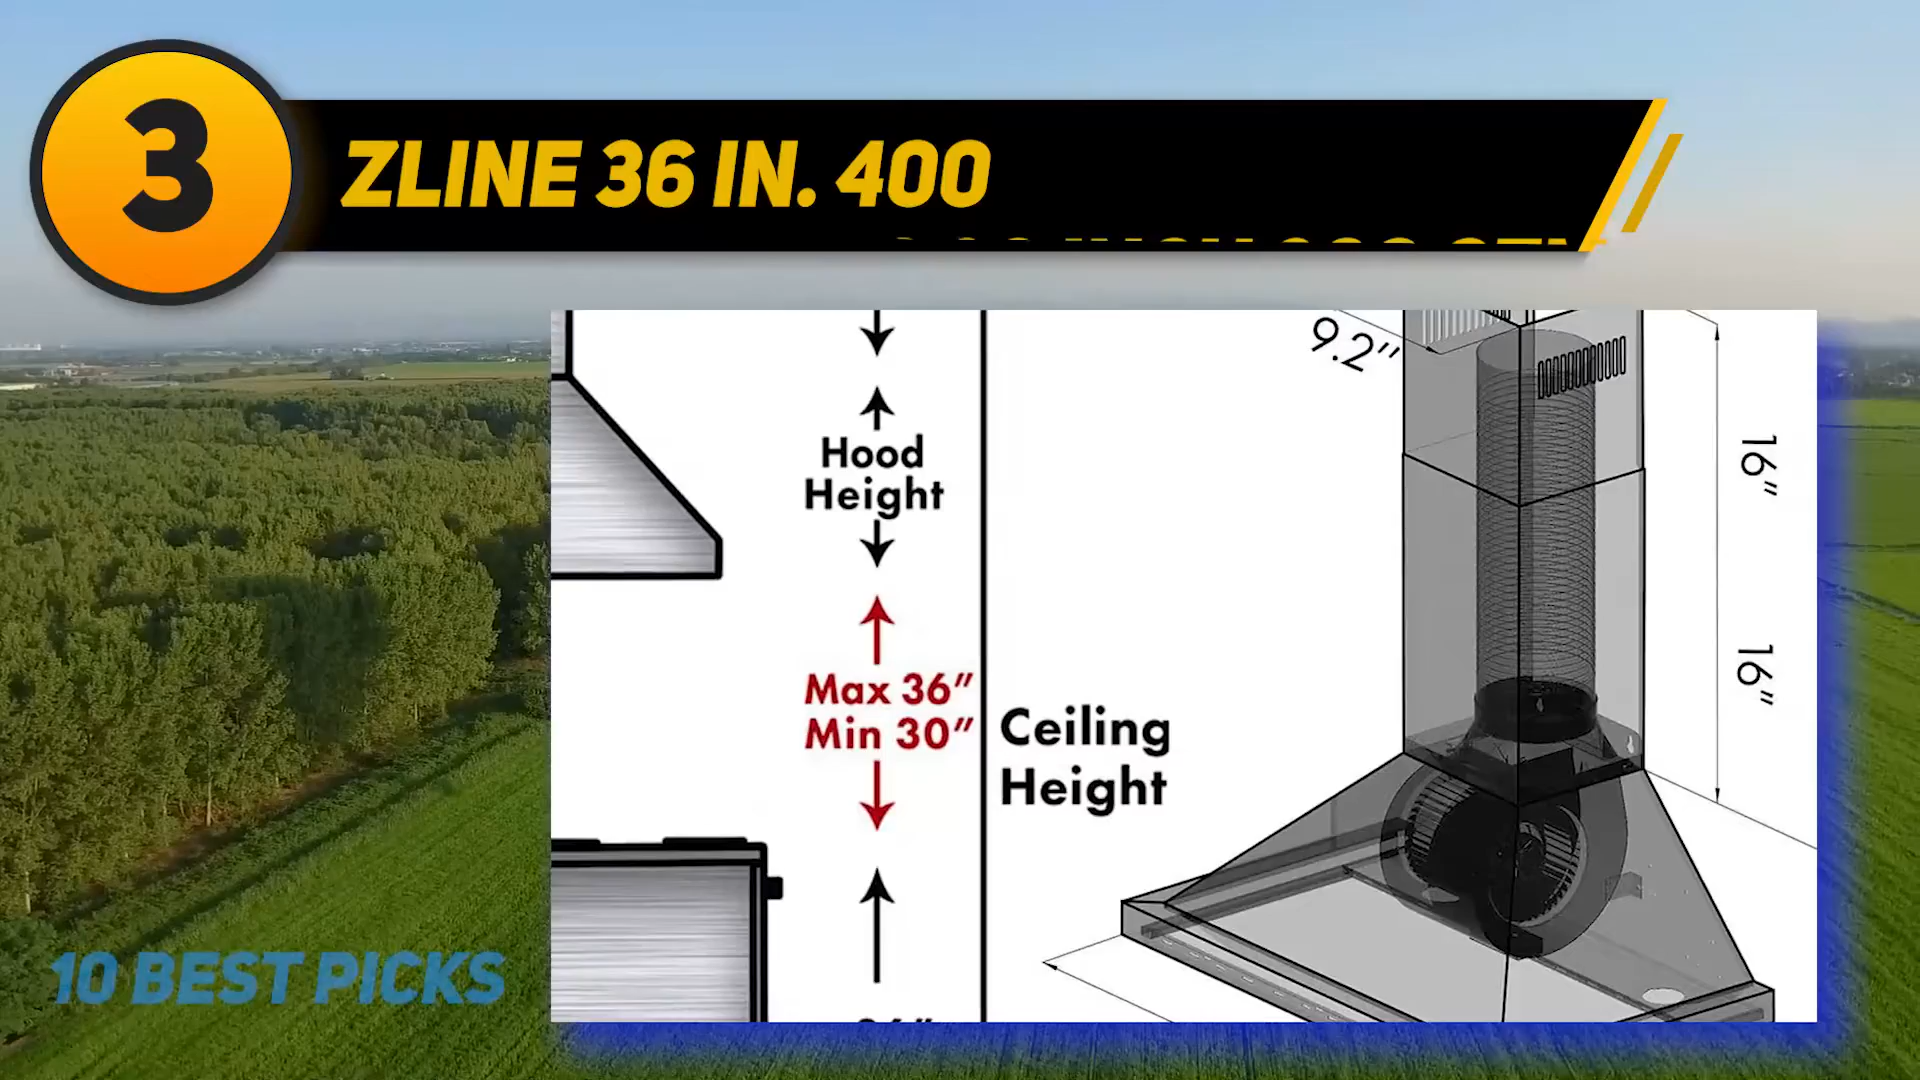 3
ZLINE 36 IN. 400
9.2"
16"
Hood
Height
16"
Max 36"
Min 30"
Ceiling
Height
10 BEST PICKS